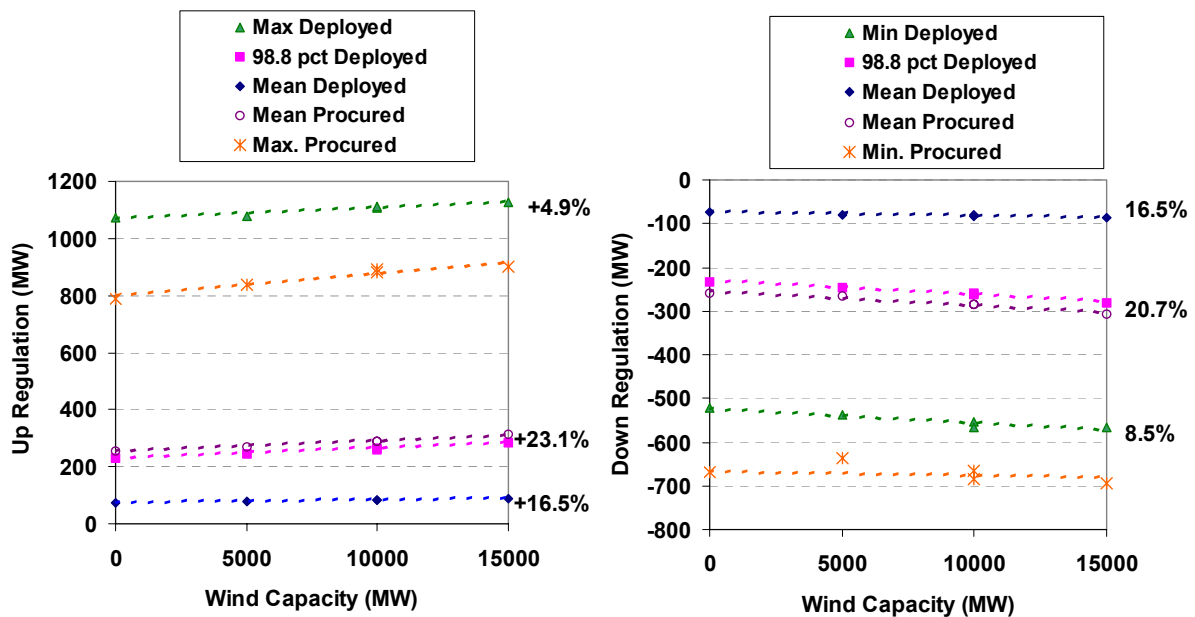 Max Deployed
98.8 pct Deployed
Mean Deployed
Mean Procured
Max. Procured
Up Regulation (MW)
1200
1000
800
600
400
200
0
+4.9%
+23.1%
+16.5%
0 5000 10000 15000
Wind Capacity (MW)
Min Deployed
98.8 pct Deployed
Mean Deployed
Mean Procured
Min. Procured
Down Regulation (MW)
0
-100
-200
-300
-400
-500
-600
-700
-800
16.5%
20.7%
8.5%
0 5000 10000 15000
Wind Capacity (MW)